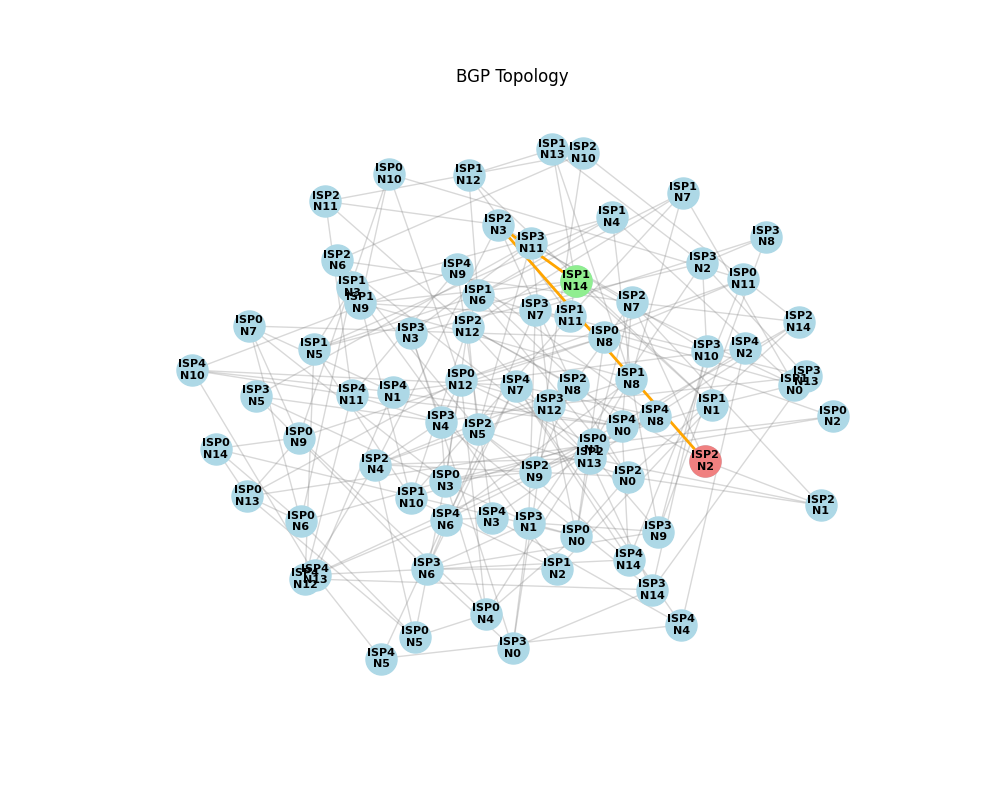 BGP Topology
ISP1
N13
ISP2
N10
ISP0
N10
ISP1
N12
ISP2
N11
ISP1
N7
ISP1
N4
ISP2
N3
ISP3
N11
ISP3
N8
ISP2
N6
ISP4
N9
ISP3
N2
ISP0
N11
ISP1
N14
ISP1
N3
ISP1
N9
ISP1
N6
ISP2
N7
ISP3
N7
ISP1
N11
ISP2
N14
ISP0
N7
ISP2
N12
ISP3
N3
ISP0
N8
ISP1
N5
ISP3
N10
ISP4
N2
ISP4
N10
ISP0
N12
ISP4
N7
ISP2
N8
ISP1
N8
ISP3
N13
N0
ISP3
N5
ISP4
N11
ISP4
N1
ISP3
N12
ISP1
N1
ISP4
N8
ISP0
N2
ISP3
N4
ISP2
N5
ISP4
N0
ISP0
N9
ISP0
N1
N13
ISP0
N14
ISP2
N4
ISP2
N9
ISP2
N2
ISP2
N0
ISP0
N3
ISP0
N13
ISP1
N10
ISP2
N1
ISP0
N6
ISP4
N6
ISP4
N3
ISP3
N1
ISP0
N0
ISP3
N9
ISP4
N12
ISP4
N13
ISP3
N6
ISP1
N2
ISP4
N14
ISP3
N14
ISP0
N4
ISP4
N4
ISP0
N5
ISP3
N0
ISP4
N5